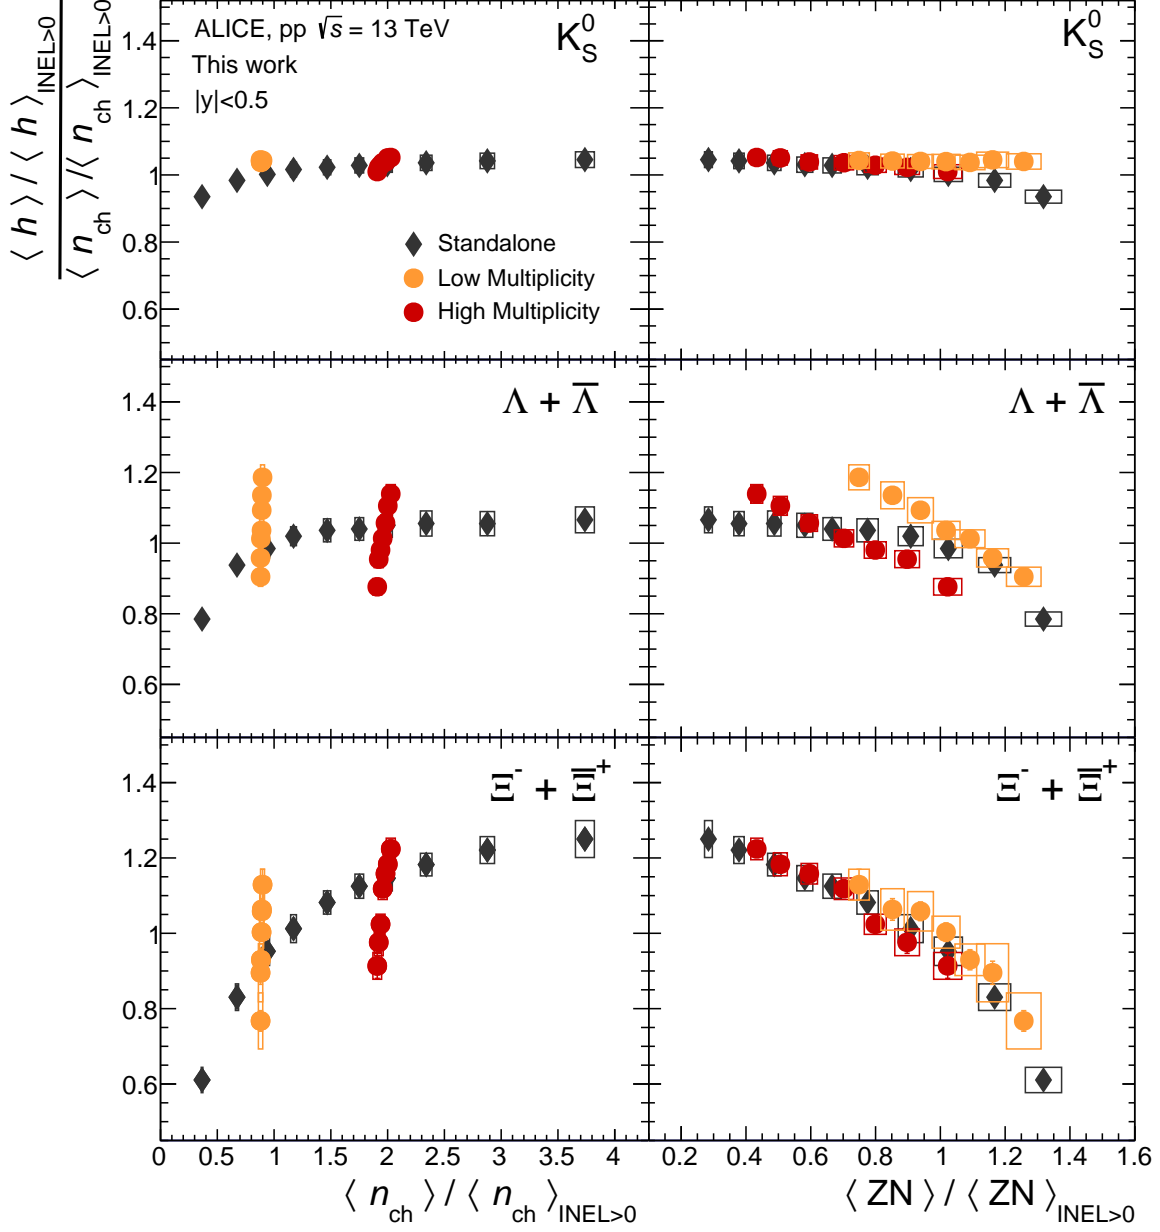 ⟨ h ⟩ / ⟨ h ⟩INEL>0
⟨ nch ⟩/⟨ nch ⟩INEL>0
ALICE, pp √s = 13 TeV
This work
|y|<0.5
K0S
K0S
Standalone
Low Multiplicity
High Multiplicity
1.4
1.2
1
0.8
0.6
Λ + Λ̅
Λ + Λ̅
1.4
1.2
1
0.8
0.6
Ξ- + Ξ̅+
Ξ- + Ξ̅+
1.4
1.2
1
0.8
0.6
0 0.5 1 1.5 2 2.5 3 3.5 4
0.2 0.4 0.6 0.8 1 1.2 1.4 1.6
⟨ nch ⟩ / ⟨ nch ⟩INEL>0
⟨ ZN ⟩ / ⟨ ZN ⟩INEL>0